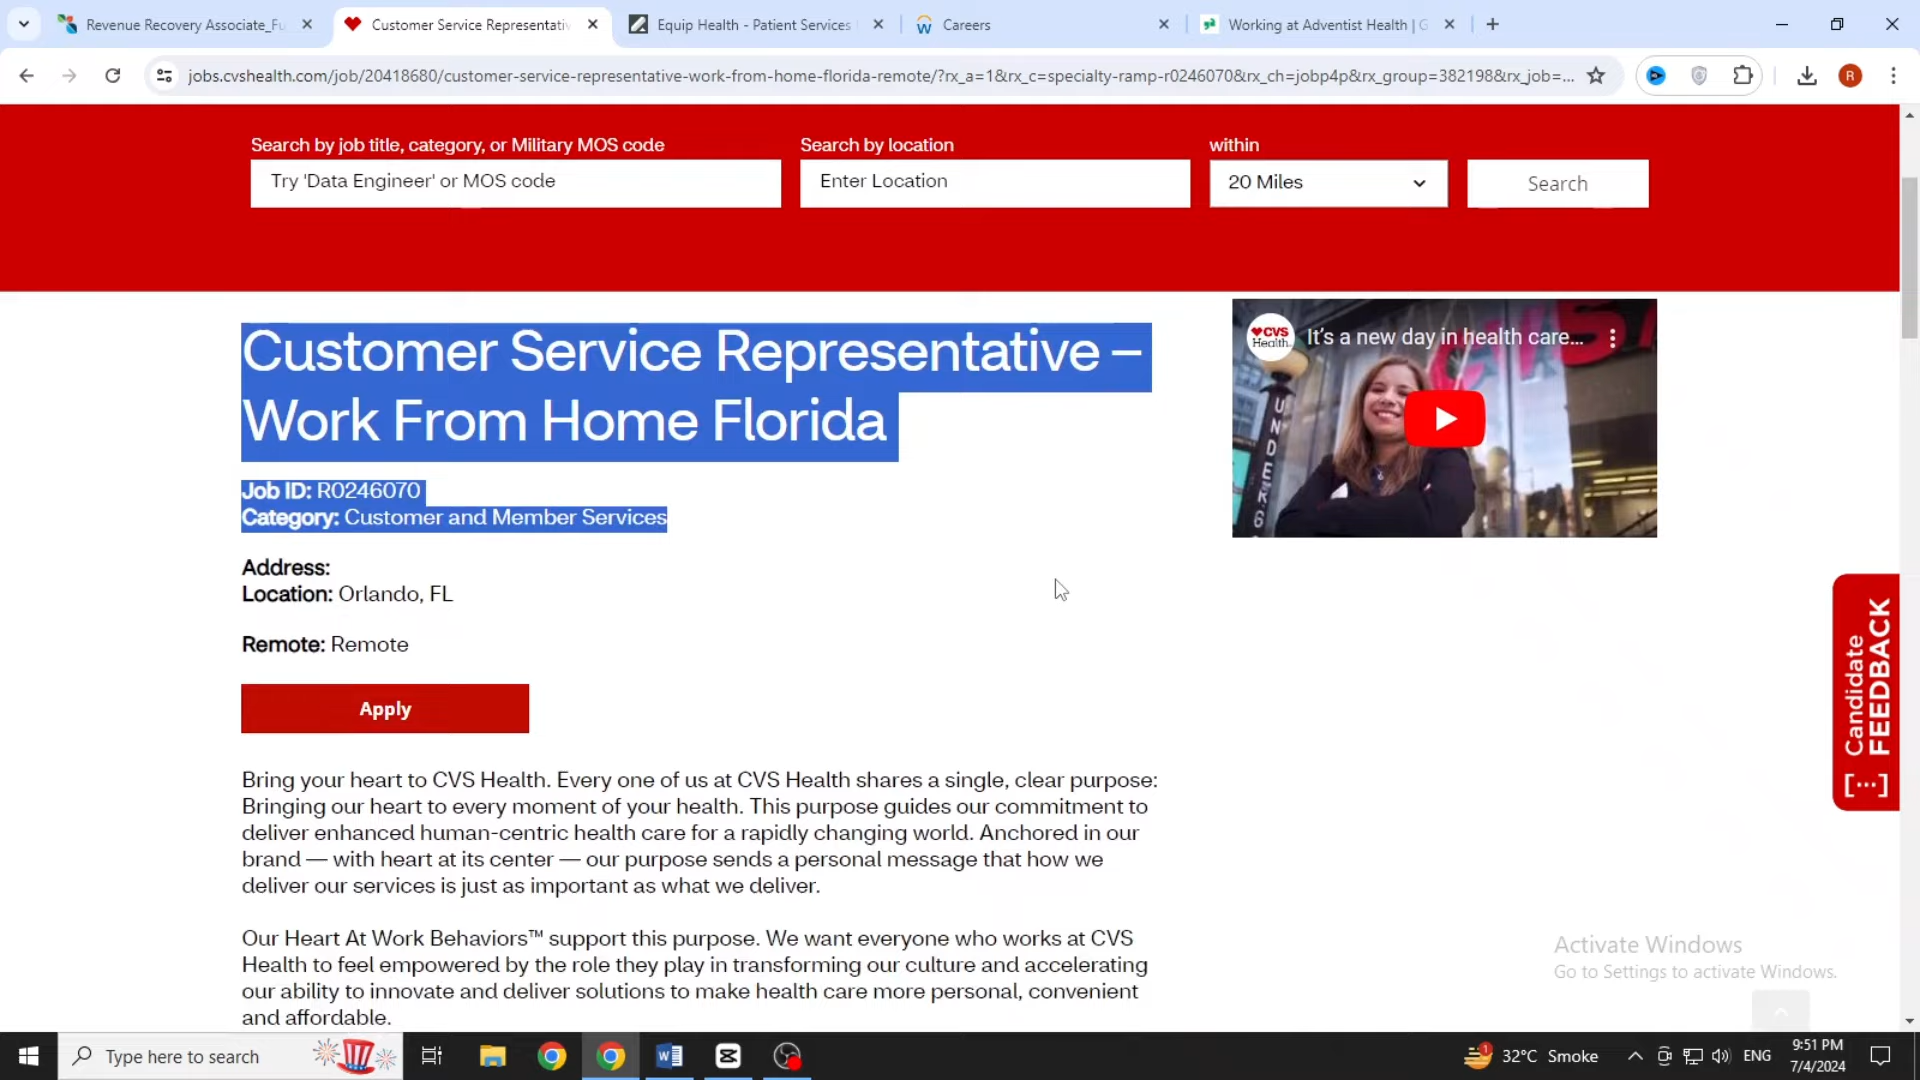 Revenue Recovery Associate_Fu
Customer Service Representativ
Equip Health - Patient Services
Careers
Working at Adventist Health | G
jobs.cvshealth.com/job/20418680/customer-service-representative-work-from-home-florida-remote/?rx_a=1&rx_c=specialty-ramp-r0246070&rx_ch=jobp4p&rx_group=382198&rx_job=...
R
Search by job title, category, or Military MOS code
Search by location
within
Try 'Data Engineer' or MOS code
Enter Location
20 Miles
Search
Customer Service Representative –
Work From Home Florida
Job ID: R0246070
Category: Customer and Member Services
Address:
Location: Orlando, FL
Remote: Remote
Apply
CVS
Health.
It's a new day in health care...
UNDER
Candidate
FEEDBACK
[...]
Bring your heart to CVS Health. Every one of us at CVS Health shares a single, clear purpose:
Bringing our heart to every moment of your health. This purpose guides our commitment to
deliver enhanced human-centric health care for a rapidly changing world. Anchored in our
brand — with heart at its center — our purpose sends a personal message that how we
deliver our services is just as important as what we deliver.
Our Heart At Work Behaviors™ support this purpose. We want everyone who works at CVS
Health to feel empowered by the role they play in transforming our culture and accelerating
our ability to innovate and deliver solutions to make health care more personal, convenient
and affordable.
Activate Windows
Go to Settings to activate Windows.
Type here to search
1
32°C Smoke
ENG
9:51 PM
7/4/2024